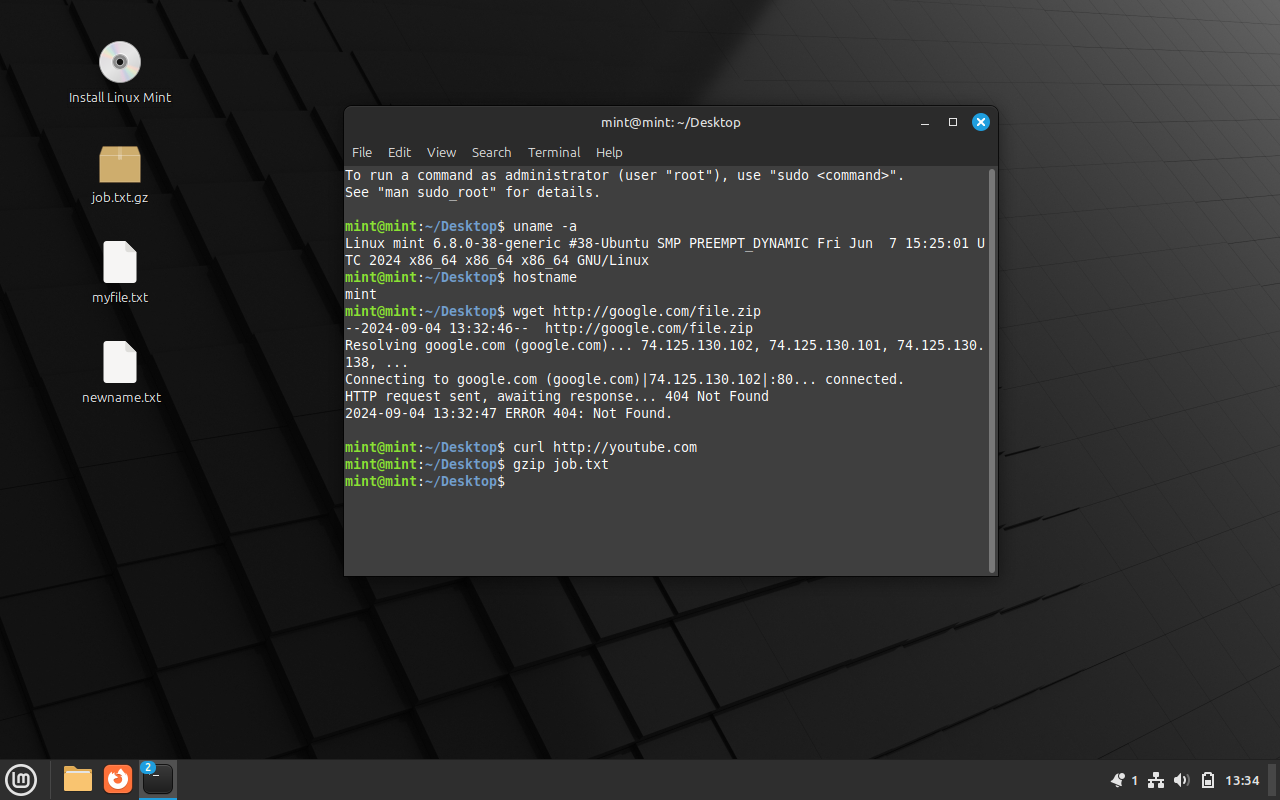 Install Linux Mint
job.txt.gz
myfile.txt
newname.txt
mint@mint: ~/Desktop
File Edit View Search Terminal Help
To run a command as administrator (user "root"), use "sudo <command>".
See "man sudo_root" for details.
mint@mint:~/Desktop$ uname -a
Linux mint 6.8.0-38-generic #38-Ubuntu SMP PREEMPT_DYNAMIC Fri Jun  7 15:25:01 U
TC 2024 x86_64 x86_64 x86_64 GNU/Linux
mint@mint:~/Desktop$ hostname
mint
mint@mint:~/Desktop$ wget http://google.com/file.zip
--2024-09-04 13:32:46--  http://google.com/file.zip
Resolving google.com (google.com)... 74.125.130.102, 74.125.130.101, 74.125.130.
138, ...
Connecting to google.com (google.com)|74.125.130.102|:80... connected.
HTTP request sent, awaiting response... 404 Not Found
2024-09-04 13:32:47 ERROR 404: Not Found.
mint@mint:~/Desktop$ curl http://youtube.com
mint@mint:~/Desktop$ gzip job.txt
mint@mint:~/Desktop$
2
1
13:34